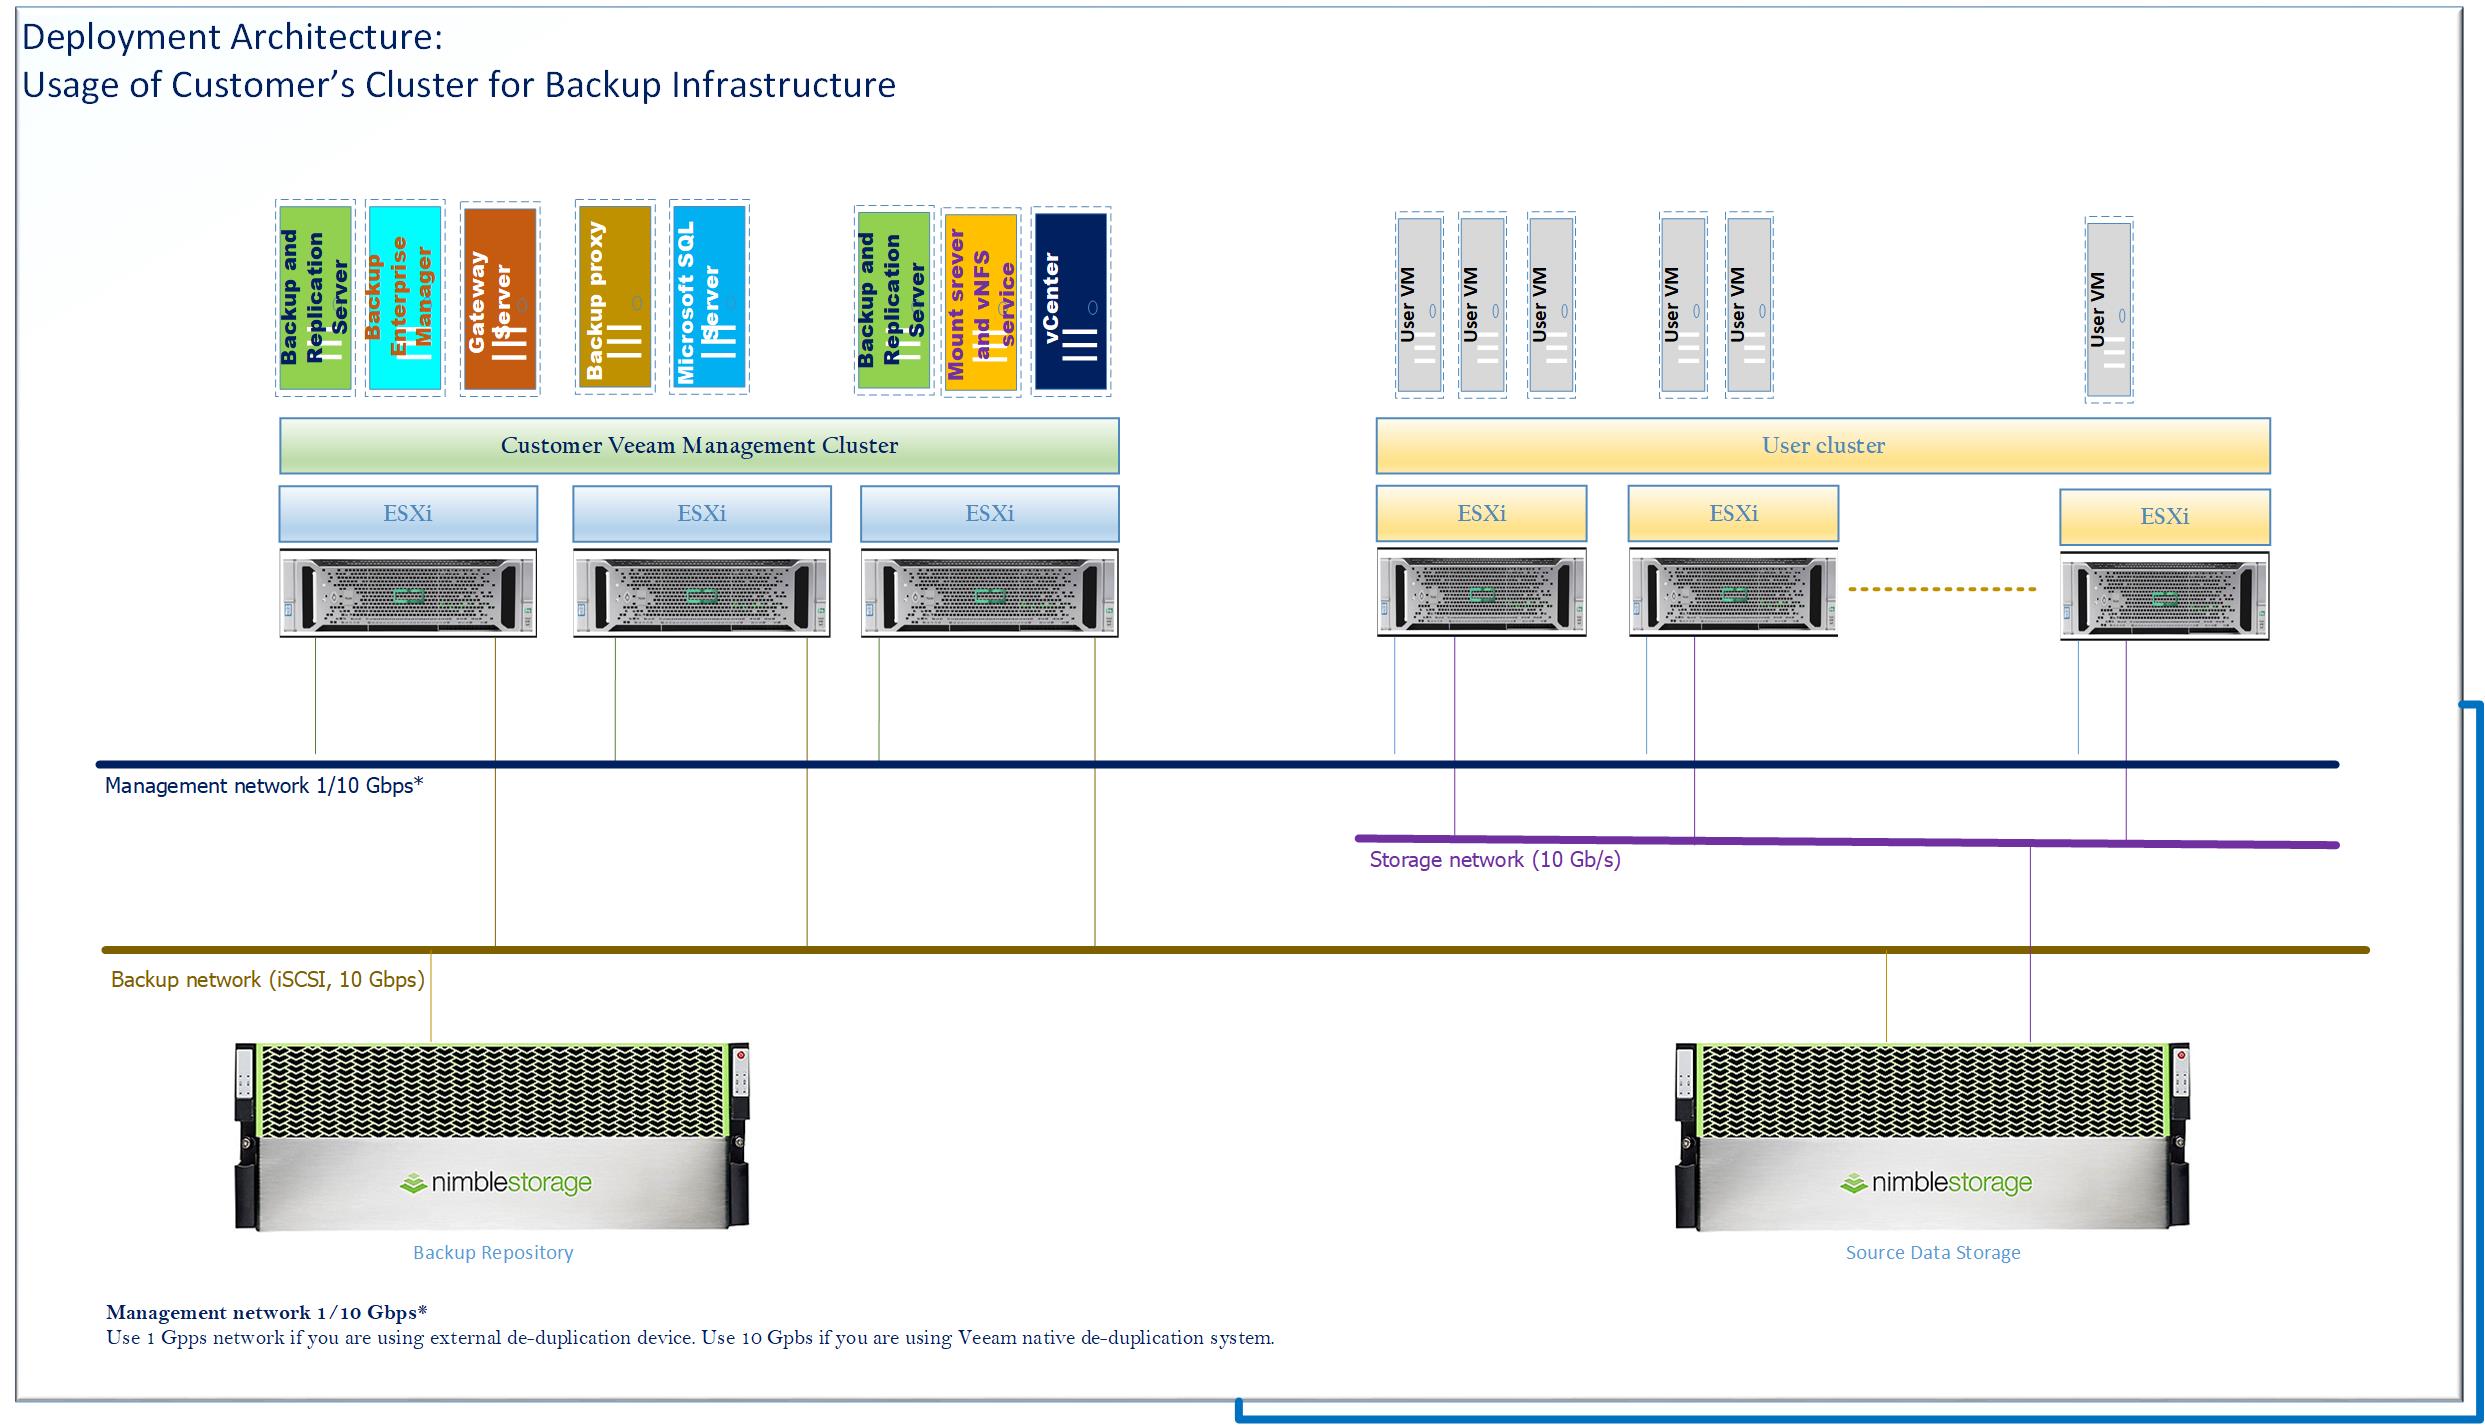 Deployment Architecture:
Usage of Customer's Cluster for Backup Infrastructure
Backup and
Replication
Server
Backup
Enterprise
Manager
Gateway
Server
Backup proxy
Microsoft SQL
Server
Backup and
Replication
Server
Mount srever
and vNFS
service
vCenter
User VM
User VM
User VM
User VM
User VM
User VM
Customer Veeam Management Cluster
User cluster
ESXi
ESXi
ESXi
ESXi
ESXi
ESXi
Management network 1/10 Gbps*
Storage network (10 Gb/s)
Backup network (iSCSI, 10 Gbps)
nimblestorage
nimblestorage
Backup Repository
Source Data Storage
Management network 1/10 Gbps*
Use 1 Gpps network if you are using external de-duplication device. Use 10 Gpbs if you are using Veeam native de-duplication system.